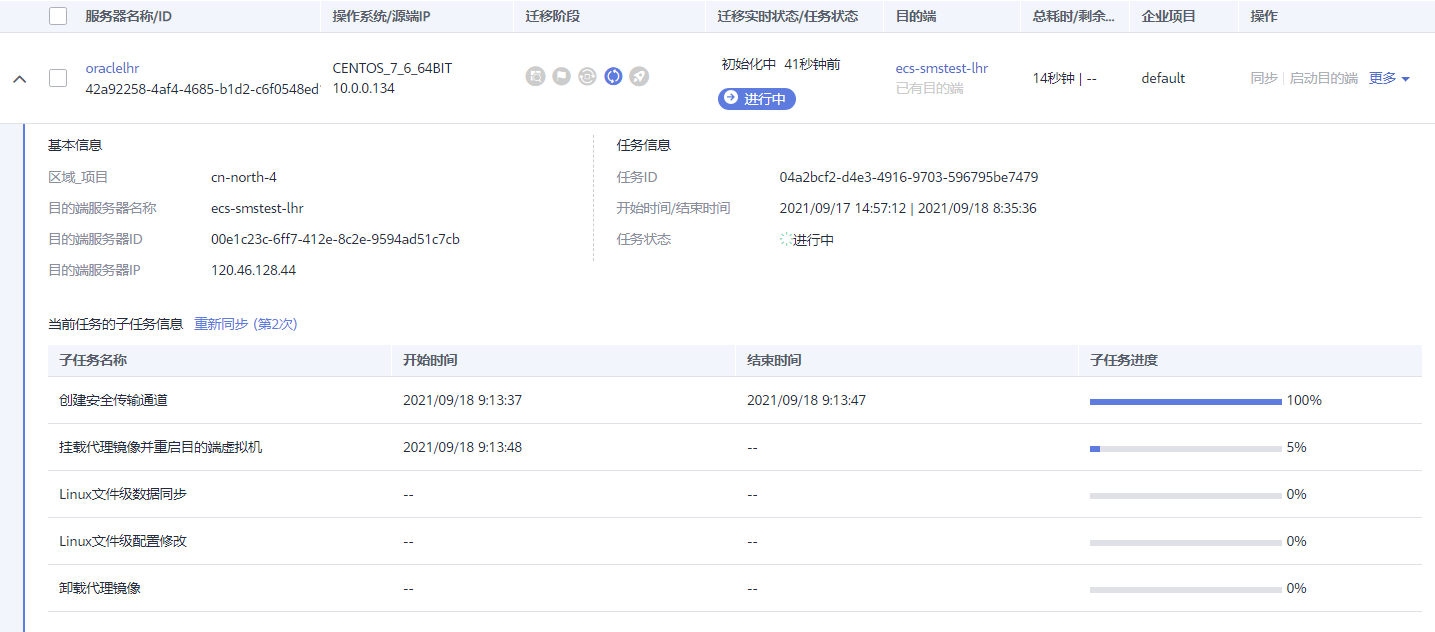 服务器名称/ID 操作系统/源端IP 迁移阶段 迁移实时状态/任务状态 目的端 总耗时/剩余... 企业项目 操作
oraclelhr CENTOS_7_6_64BIT 初始化中 41秒钟前 ecs-smstest-lhr 14秒钟 | -- default 同步 启动目的端 更多
42a92258-4af4-4685-b1d2-c6f0548ed 10.0.0.134 进行中 已有目的端
基本信息 任务信息
区域_项目 cn-north-4 任务ID 04a2bcf2-d4e3-4916-9703-596795be7479
目的端服务器名称 ecs-smstest-lhr 开始时间/结束时间 2021/09/17 14:57:12 | 2021/09/18 8:35:36
目的端服务器ID 00e1c23c-6ff7-412e-8c2e-9594ad51c7cb 任务状态 进行中
目的端服务器IP 120.46.128.44
当前任务的子任务信息 重新同步 (第2次)
子任务名称 开始时间 结束时间 子任务进度
创建安全传输通道 2021/09/18 9:13:37 2021/09/18 9:13:47 100%
挂载代理镜像并重启目的端虚拟机 2021/09/18 9:13:48 -- 5%
Linux文件级数据同步 -- -- 0%
Linux文件级配置修改 -- -- 0%
卸载代理镜像 -- -- 0%